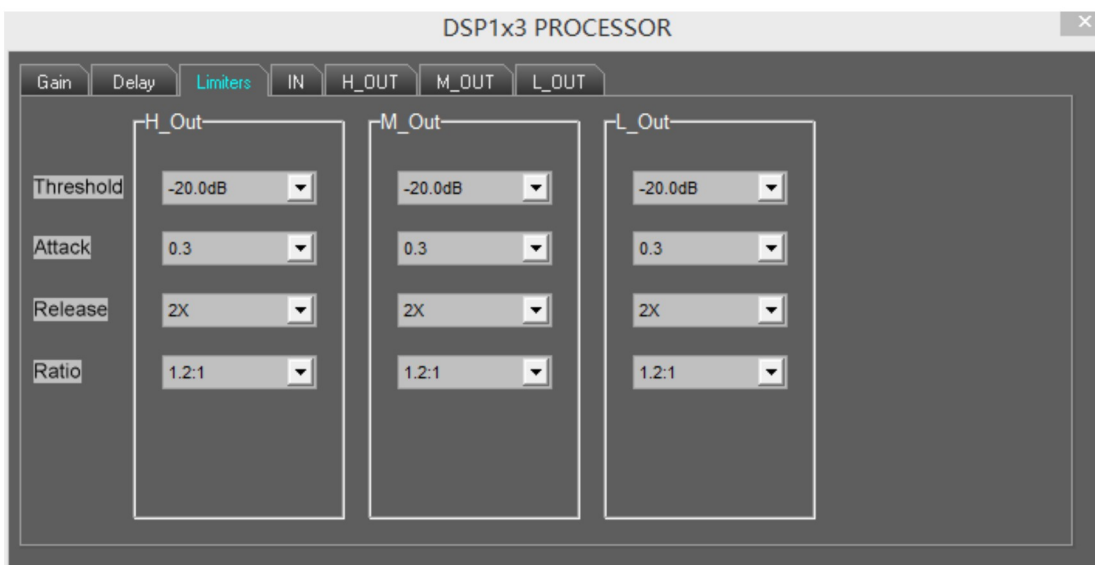 DSP1x3 PROCESSOR
Gain Delay Limiters IN H_OUT M_OUT L_OUT
H_Out M_Out L_Out
Threshold -20.0dB -20.0dB -20.0dB
Attack 0.3 0.3 0.3
Release 2X 2X 2X
Ratio 1.2:1 1.2:1 1.2:1